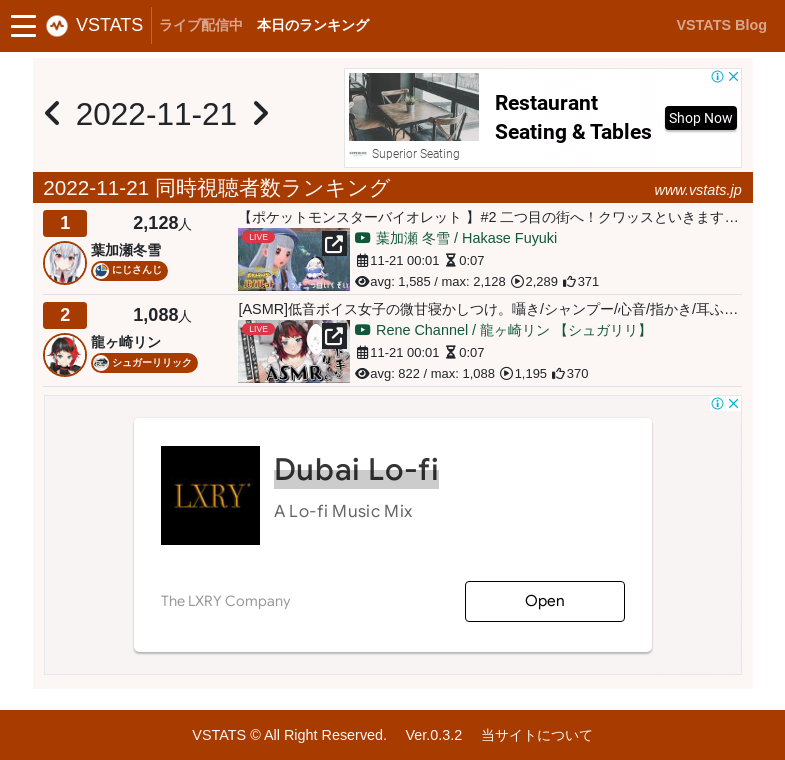 VSTATS ライブ配信中 本日のランキング VSTATS Blog
2022-11-21
Restaurant
Seating & Tables
Shop Now
Superior Seating
2022-11-21 同時視聴者数ランキング www.vstats.jp
1 2,128人
葉加瀬冬雪
にじさんじ
【ポケットモンスターバイオレット 】#2 二つ目の街へ！クワッスといきます…
LIVE
葉加瀬 冬雪 / Hakase Fuyuki
11-21 00:01 0:07
avg: 1,585 / max: 2,128 2,289 371
2 1,088人
龍ヶ崎リン
シュガーリリック
[ASMR]低音ボイス女子の微甘寝かしつけ。囁き/シャンプー/心音/指かき/耳ふ…
LIVE
ASMR
Rene Channel / 龍ヶ崎リン 【シュガリリ】
11-21 00:01 0:07
avg: 822 / max: 1,088 1,195 370
LXRY
Dubai Lo-fi
A Lo-fi Music Mix
The LXRY Company
Open
VSTATS © All Right Reserved. Ver.0.3.2 当サイトについて